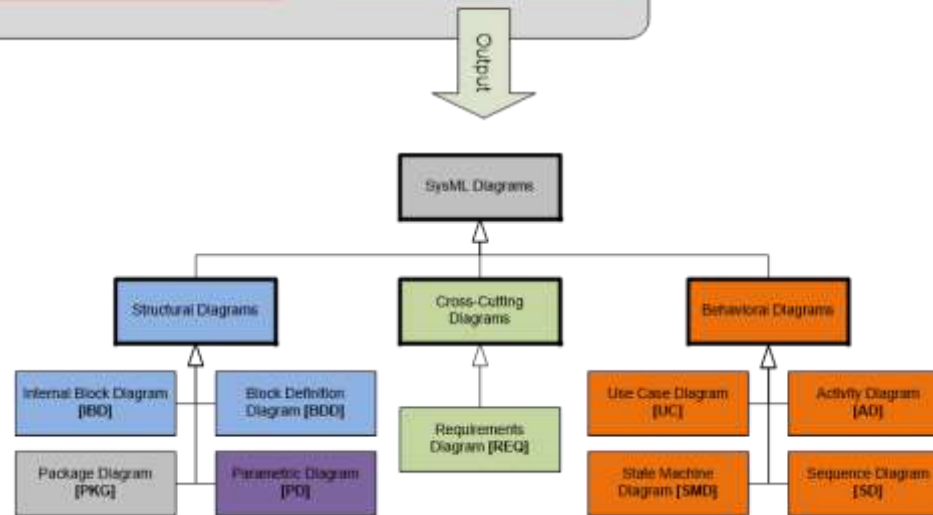 Output
SysML Diagrams
Structural Diagrams
Cross-Cutting
Diagrams
Behavioral Diagrams
Internal Block Diagram
[IBD]
Block Definition
Diagram [BDD]
Package Diagram
[PKG]
Parametric Diagram
[PD]
Requirements
Diagram [REQ]
Use Case Diagram
[UC]
Activity Diagram
[AD]
State Machine
Diagram [SMD]
Sequence Diagram
[SD]